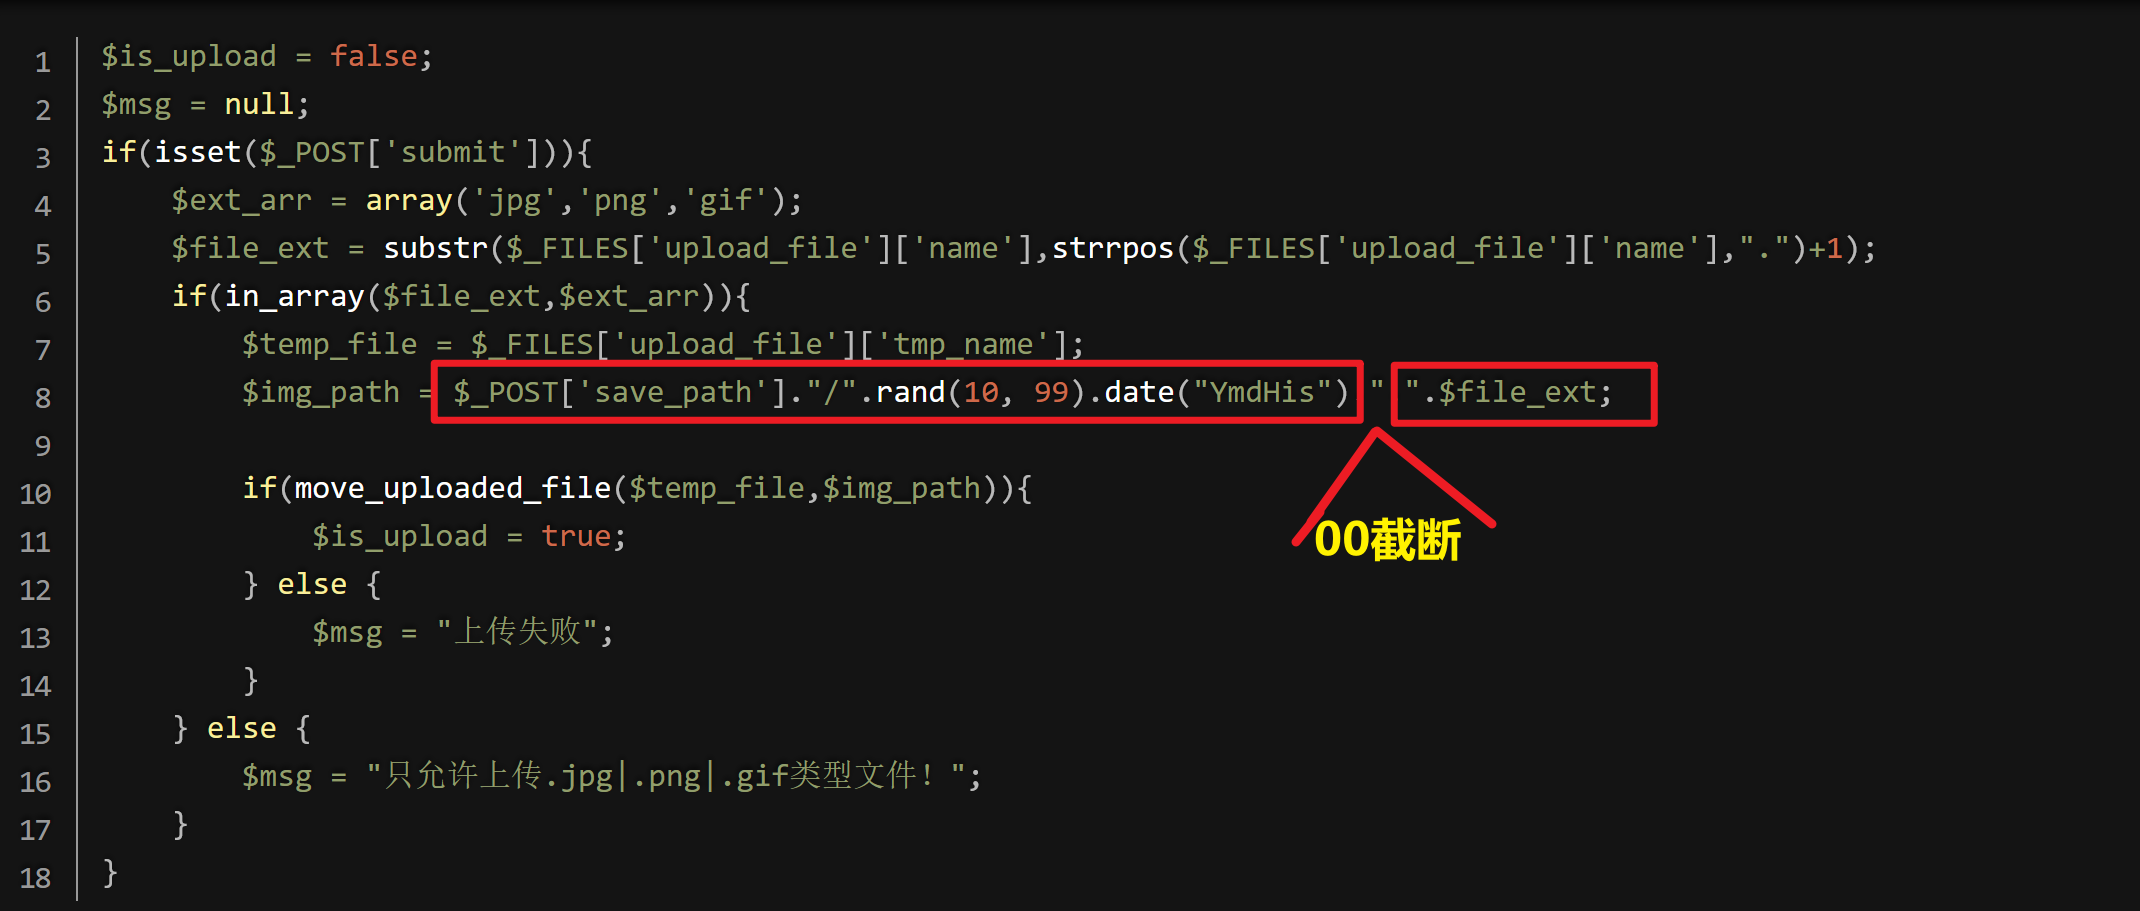 1 $is_upload = false;
2 $msg = null;
3 if(isset($_POST['submit'])){
4 $ext_arr = array('jpg','png','gif');
5 $file_ext = substr($_FILES['upload_file']['name'],strrpos($_FILES['upload_file']['name'],".")+1);
6 if(in_array($file_ext,$ext_arr)){
7 $temp_file = $_FILES['upload_file']['tmp_name'];
8 $img_path = $_POST['save_path']."/".rand(10, 99).date("YmdHis") " ".$file_ext;
9
10 if(move_uploaded_file($temp_file,$img_path)){
11 $is_upload = true;
00截断
12 } else {
13 $msg = "上传失败";
14 }
15 } else {
16 $msg = "只允许上传.jpg|.png|.gif类型文件！";
17 }
18 }